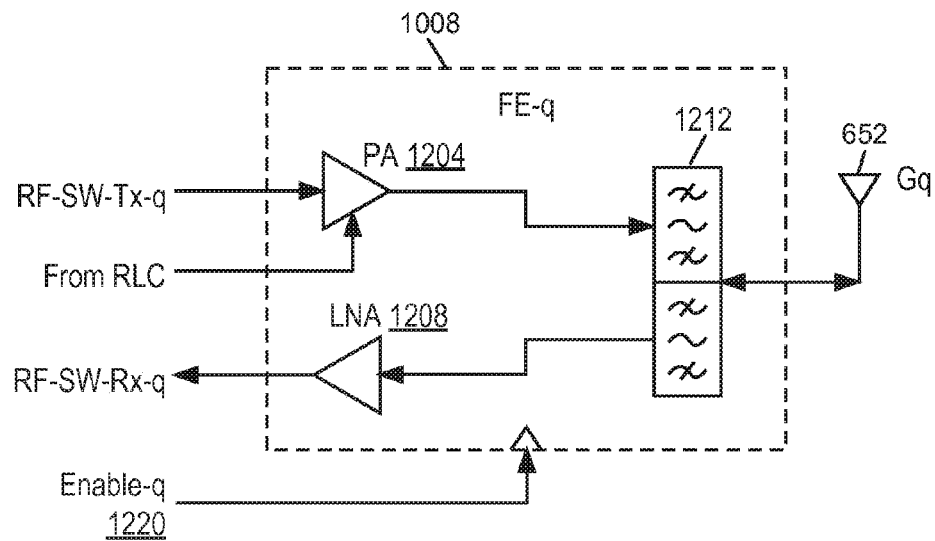 1008
FE-q
1212
652
Gq
PA 1204
RF-SW-Tx-q
From RLC
LNA 1208
RF-SW-Rx-q
Enable-q
1220